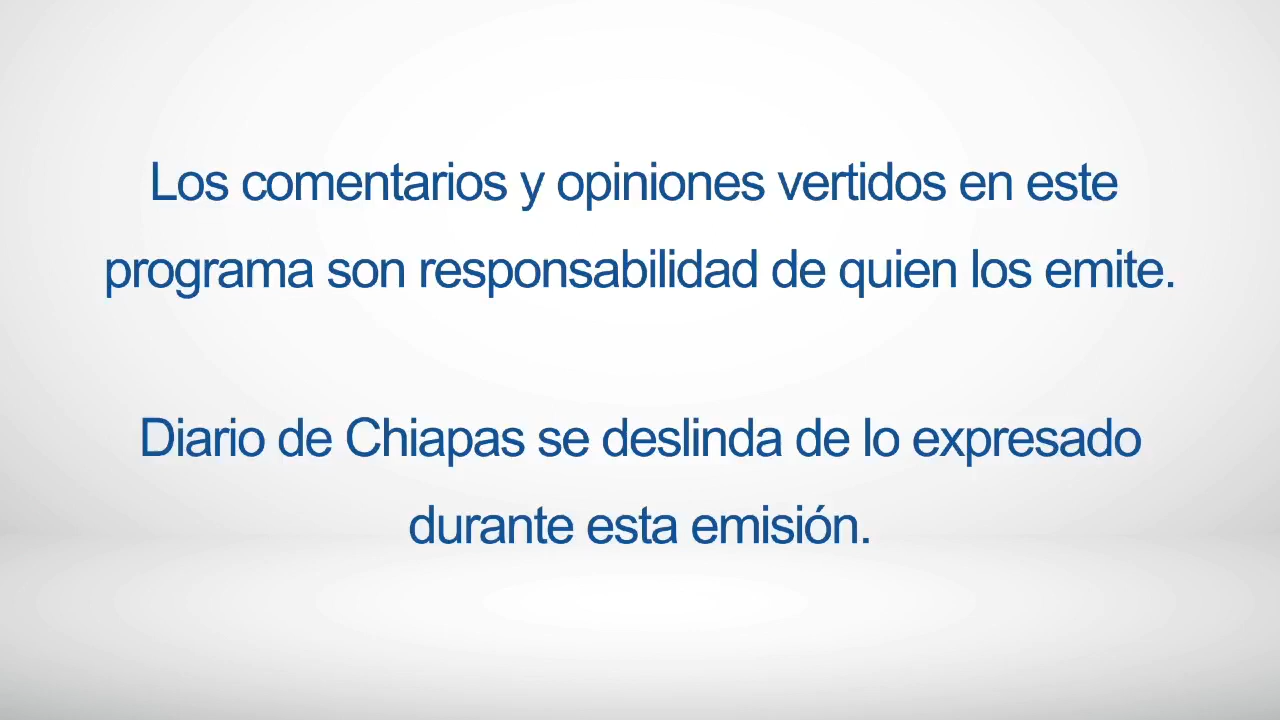 Los comentarios y opiniones vertidos en este
programa son responsabilidad de quien los emite.
Diario de Chiapas se deslinda de lo expresado
durante esta emisión.